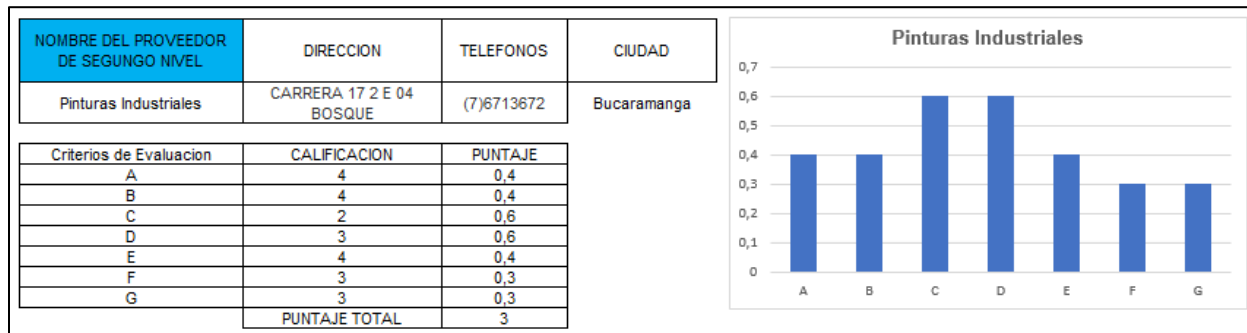 NOMBRE DEL PROVEEDOR DE SEGUNGO NIVEL DIRECCION TELEFONOS CIUDAD
Pinturas Industriales CARRERA 17 2 E 04 BOSQUE (7)6713672 Bucaramanga
Criterios de Evaluacion CALIFICACION PUNTAJE
A 4 0,4
B 4 0,4
C 2 0,6
D 3 0,6
E 4 0,4
F 3 0,3
G 3 0,3
PUNTAJE TOTAL 3
Pinturas Industriales
0,7
0,6
0,5
0,4
0,3
0,2
0,1
0
A B C D E F G